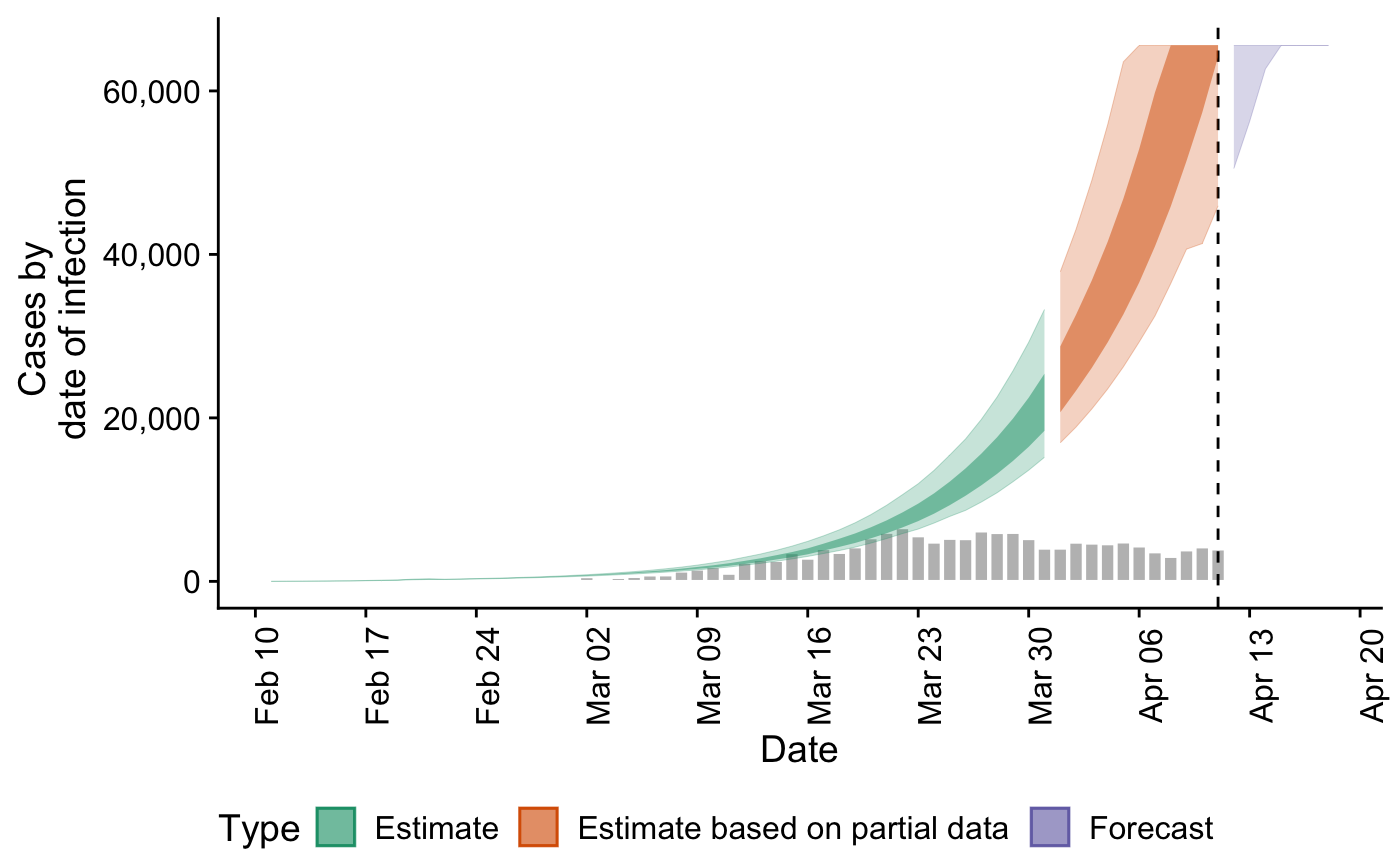 Cases by
date of infection
60,000
40,000
20,000
0
Feb 10
Feb 17
Feb 24
Mar 02
Mar 09
Mar 16
Mar 23
Mar 30
Apr 06
Apr 13
Apr 20
Date
Type Estimate Estimate based on partial data Forecast